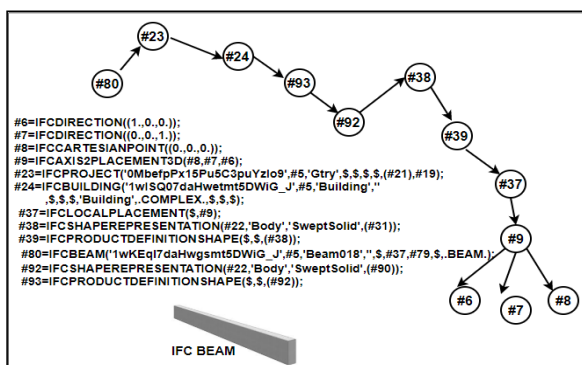 #23
#80
#24
#93
#92
#38
#39
#37
#9
#6
#7
#8
#6=IFCDIRECTION((1.,0.,0.));
#7=IFCDIRECTION((0.,0.,1.));
#8=IFCCARTESIANPOINT((0.,0.,0.));
#9=IFCAXIS2PLACEMENT3D(#8,#7,#6);
#23=IFCPROJECT('0MbefpPx15Pu5C3puYzlo9',#5,'Gtry',$,$,$,$,(#21),#19);
#24=IFCBUILDING('1wISQ07daHwetmt5DWiG_J',#5,'Building',''
,$,$,$,'Building',.COMPLEX.,$,$,$);
#37=IFCLOCALPLACEMENT($,#9);
#38=IFCSHAPEREPRESENTATION(#22,'Body','SweptSolid',(#31));
#39=IFCPRODUCTDEFINITIONSHAPE($,$,(#38));
#80=IFCBEAM('1wKEqI7daHwgsmt5DWiG_J',#5,'Beam018','',$,#37,#79,$,.BEAM.);
#92=IFCSHAPEREPRESENTATION(#22,'Body','SweptSolid',(#90));
#93=IFCPRODUCTDEFINITIONSHAPE($,$,(#92));
IFC BEAM